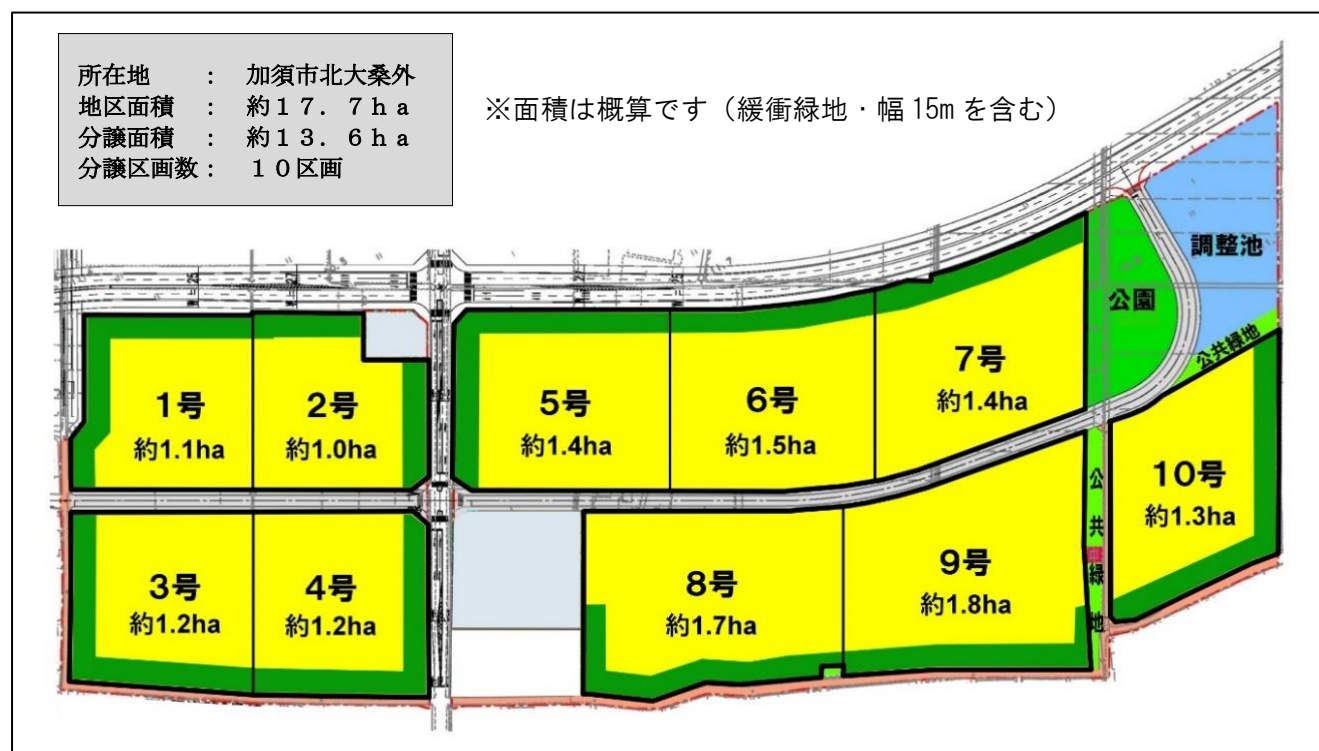 所在地　　：　加須市北大桑外
地区面積　：　約１７．７ｈａ
分譲面積　：　約１３．６ｈａ
分譲区画数：　１０区画
※面積は概算です（緩衝緑地・幅15mを含む）
調整池
公園
公共緑地
1号
約1.1ha
2号
約1.0ha
5号
約1.4ha
6号
約1.5ha
7号
約1.4ha
3号
約1.2ha
4号
約1.2ha
8号
約1.7ha
9号
約1.8ha
公共緑地
10号
約1.3ha